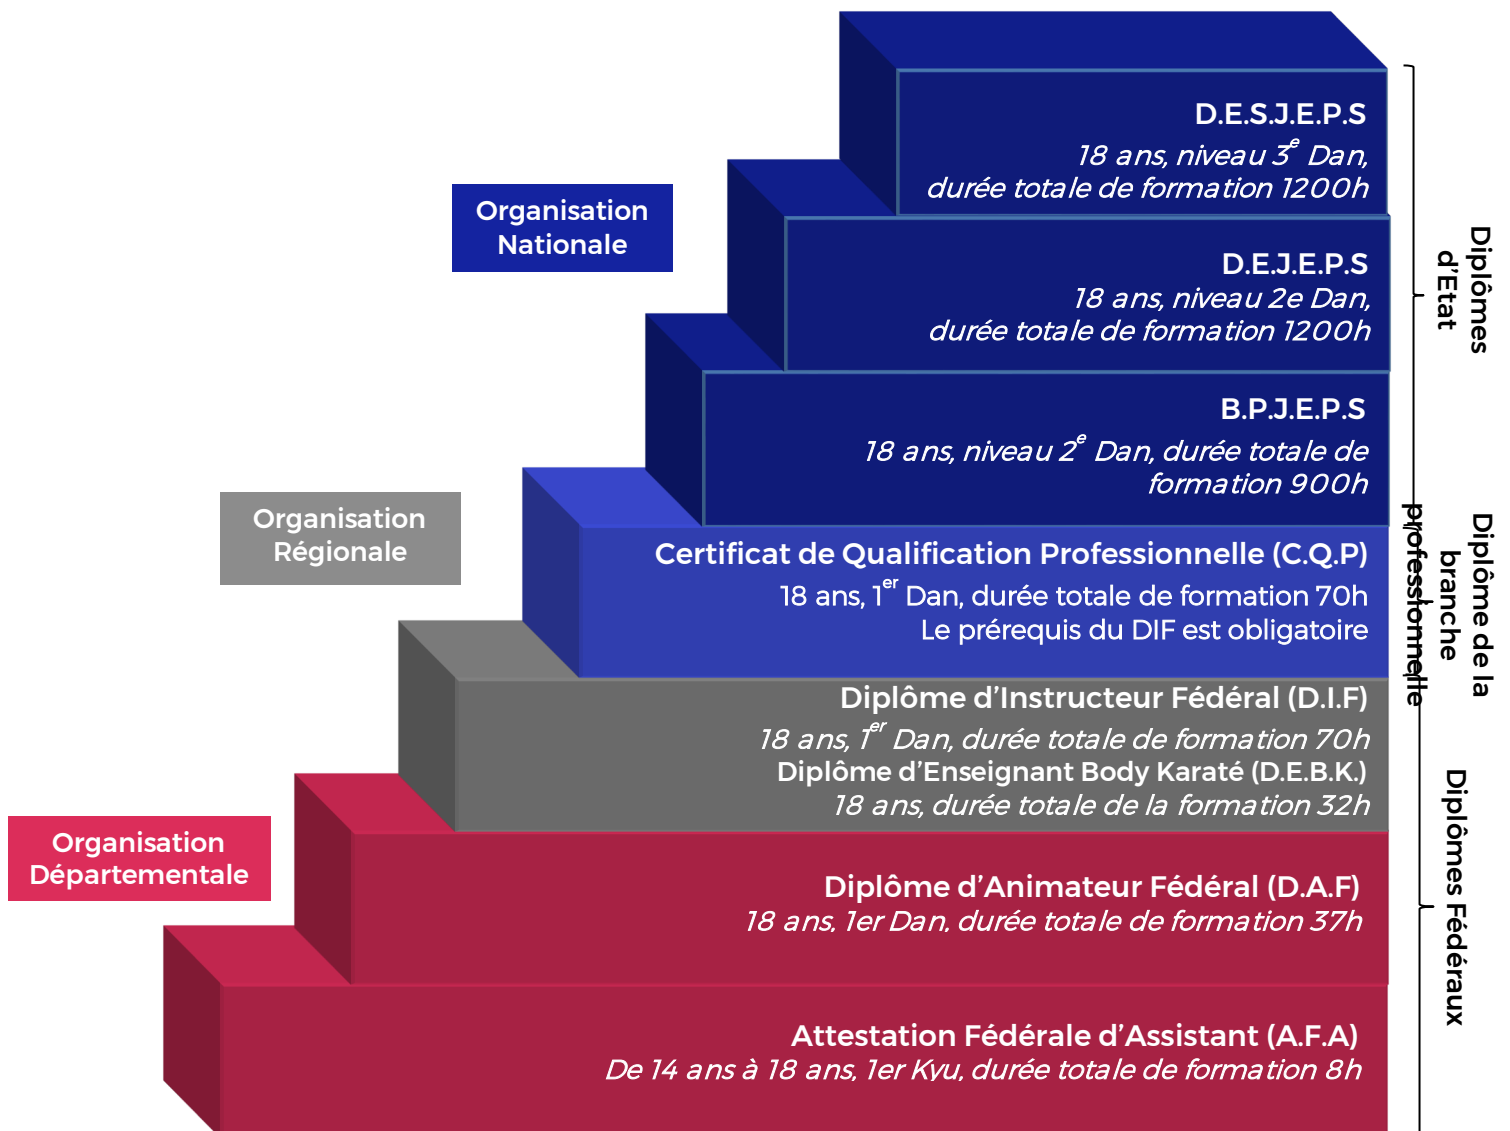 D.E.S.J.E.P.S
18 ans, niveau 3e Dan,
durée totale de formation 1200h
Organisation
Nationale
D.E.J.E.P.S
18 ans, niveau 2e Dan,
durée totale de formation 1200h
Diplômes
d'Etat
B.P.J.E.P.S
18 ans, niveau 2e Dan, durée totale de
formation 900h
Organisation
Régionale
Certificat de Qualification Professionnelle (C.Q.P)
18 ans, 1er Dan, durée totale de formation 70h
Le prérequis du DIF est obligatoire
Diplôme de la
branche
professionnelle
Diplôme d'Instructeur Fédéral (D.I.F)
18 ans, 1er Dan, durée totale de formation 70h
Diplôme d'Enseignant Body Karaté (D.E.B.K.)
18 ans, durée totale de la formation 32h
Organisation
Départementale
Diplôme d'Animateur Fédéral (D.A.F)
18 ans, 1er Dan, durée totale de formation 37h
Diplômes Fédéraux
Attestation Fédérale d'Assistant (A.F.A)
De 14 ans à 18 ans, 1er Kyu, durée totale de formation 8h